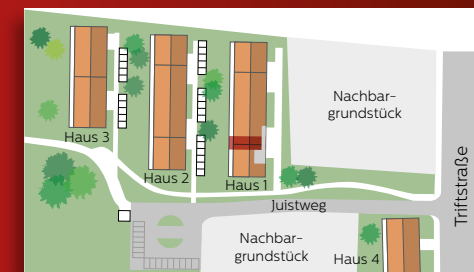 Nachbar-
grundstück
Haus 3
Haus 2
Haus 1
Juistweg
Triftstraße
Nachbar-
grundstück
Haus 4